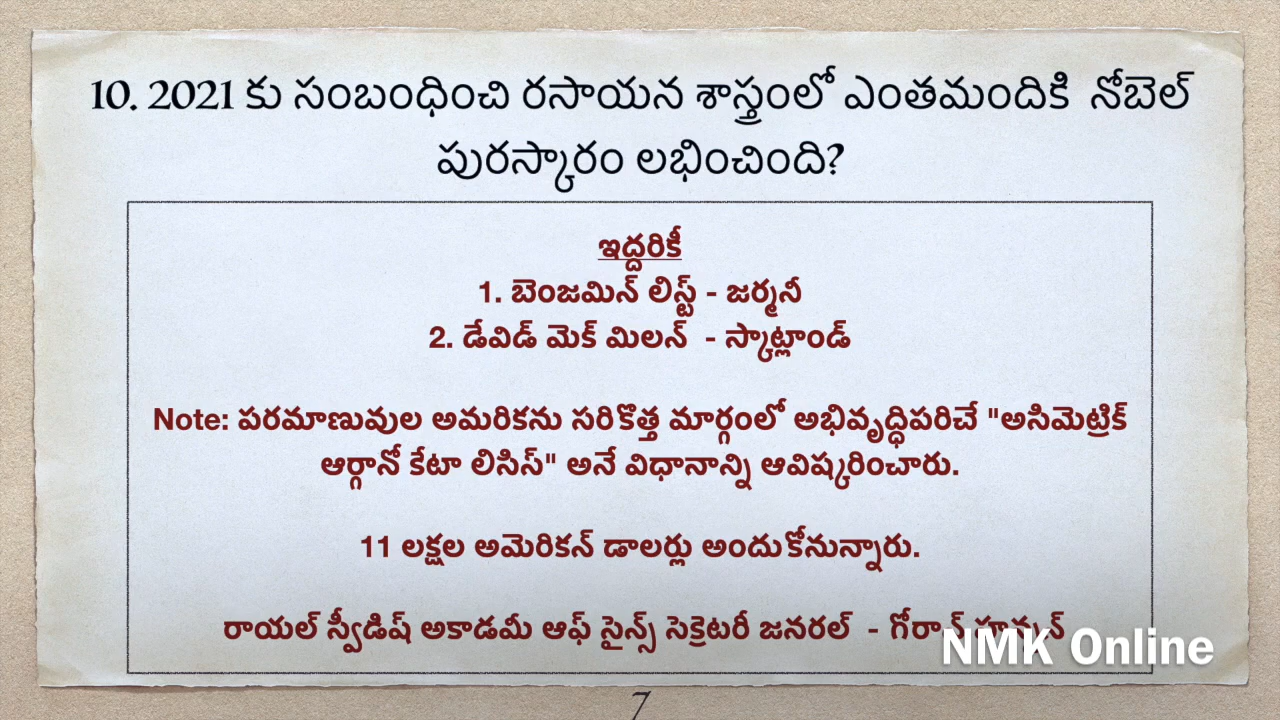 10. 2021 కు సంబంధించి రసాయన శాస్త్రంలో ఎంతమందికి నోబెల్
పురస్కారం లభించింది?
ఇద్దరికీ
1. బెంజమిన్ లిస్ట్ - జర్మనీ
2. డేవిడ్ మెక్ మిలన్ - స్కాట్లాండ్
Note: పరమాణువుల అమరికను సరికొత్త మార్గంలో అభివృద్ధిపరిచే "అసిమెట్రిక్
ఆర్గానో కేటా లిసిస్" అనే విధానాన్ని ఆవిష్కరించారు.
11 లక్షల అమెరికన్ డాలర్లు అందుకోనున్నారు.
రాయల్ స్వీడిష్ అకాడమీ ఆఫ్ సైన్స్ సెక్రెటరీ జనరల్ -
NMK Online
7